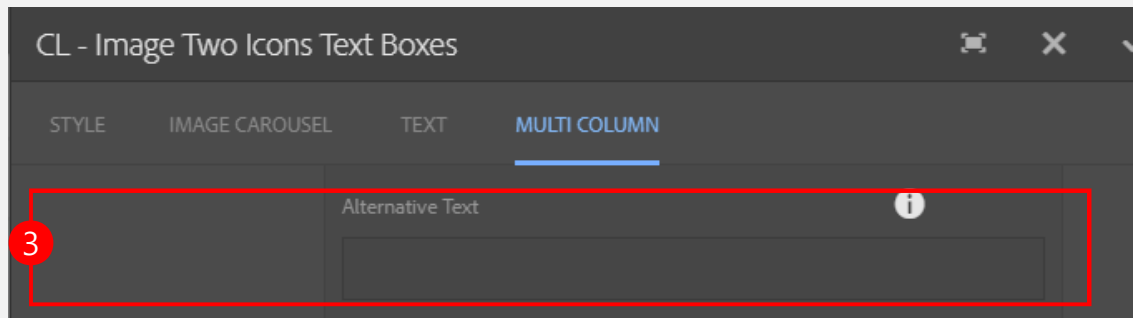 CL - Image Two Icons Text Boxes
STYLE IMAGE CAROUSEL TEXT MULTI COLUMN
Alternative Text
3